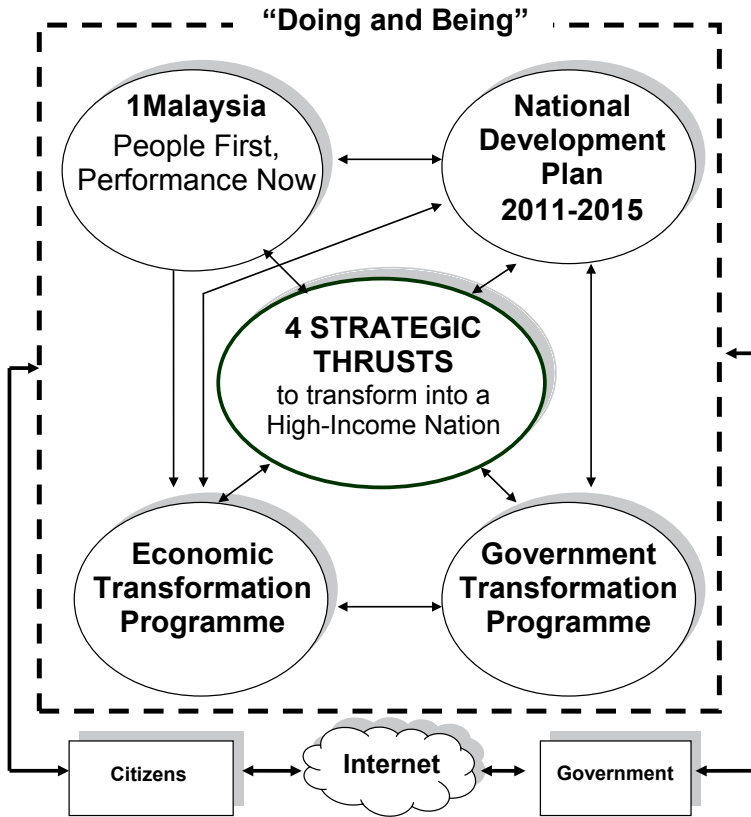 “Doing and Being”
1Malaysia
People First,
Performance Now
National
Development
Plan
2011-2015
4 STRATEGIC
THRUSTS
to transform into a
High-Income Nation
Economic
Transformation
Programme
Government
Transformation
Programme
Citizens
Internet
Government